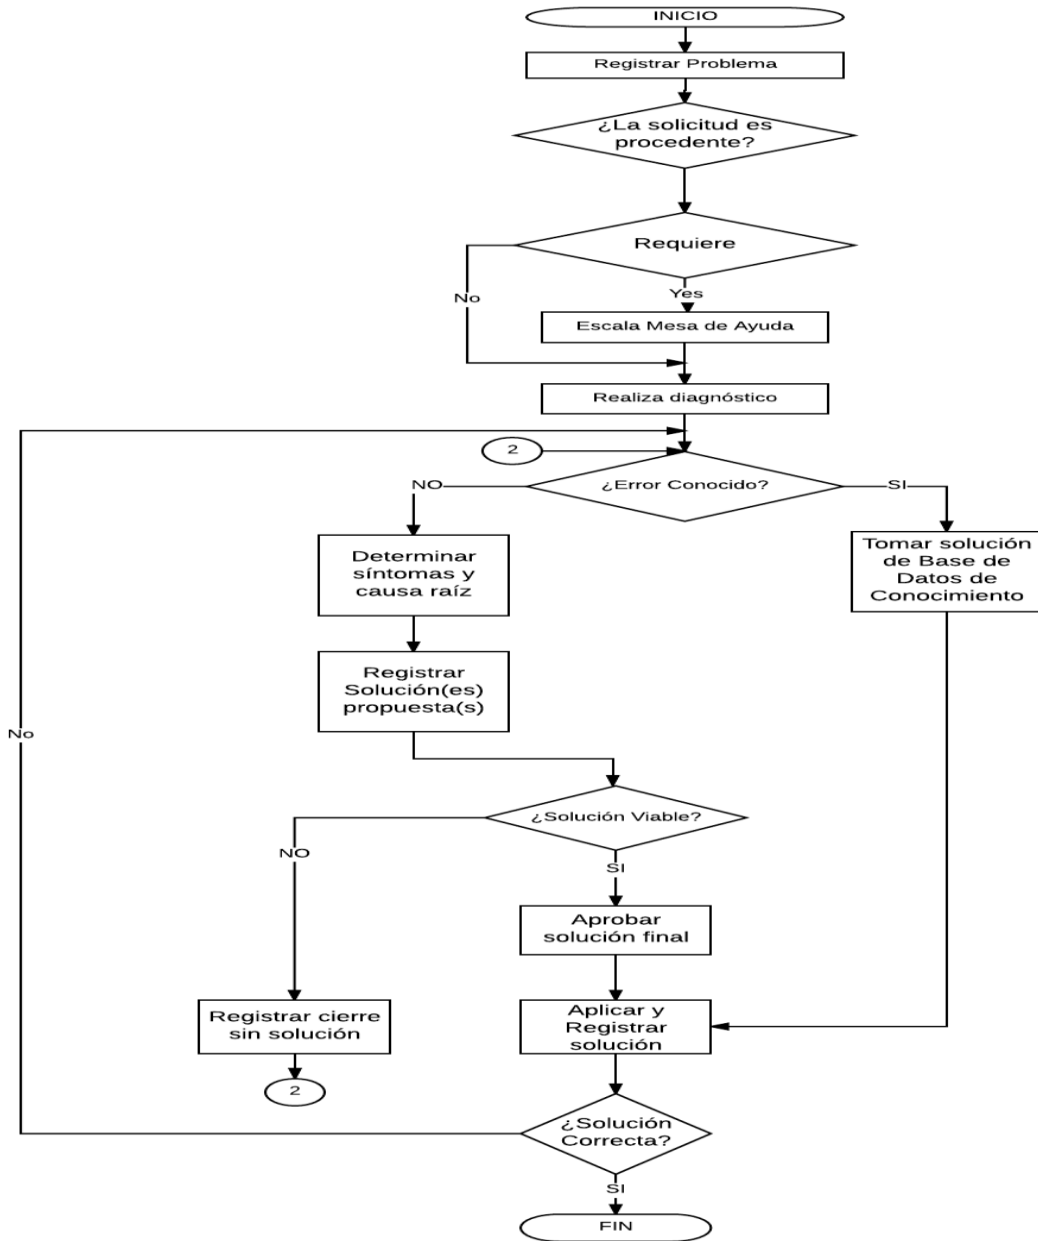 INICIO
Registrar Problema
¿La solicitud es
procedente?
Requiere
No
Yes
Escala Mesa de Ayuda
Realiza diagnóstico
2
¿Error Conocido?
NO
SI
Determinar
síntomas y
causa raíz
Tomar solución
de Base de
Datos de
Conocimiento
Registrar
Solución(es)
propuesta(s)
No
¿Solución Viable?
NO
SI
Aprobar
solución final
Registrar cierre
sin solución
Aplicar y
Registrar
solución
2
¿Solución
Correcta?
SI
FIN